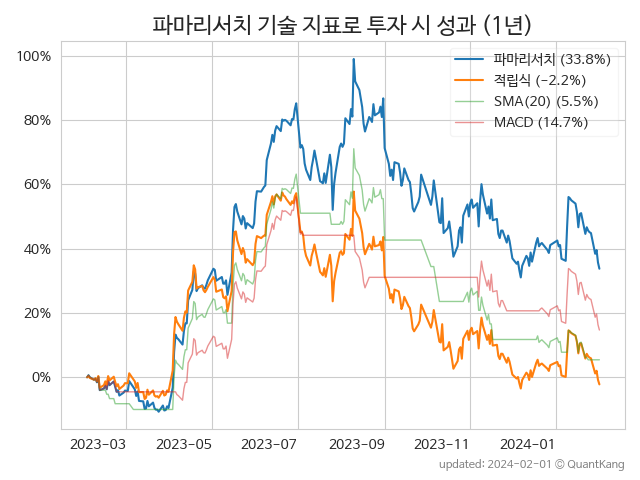 파마리서치 기술 지표로 투자 시 성과 (1년)
파마리서치 (33.8%)
적립식 (−2.2%)
SMA(20) (5.5%)
MACD (14.7%)
100%
80%
60%
40%
20%
0%
2023-03 2023-05 2023-07 2023-09 2023-11 2024-01
updated: 2024-02-01 © QuantKang